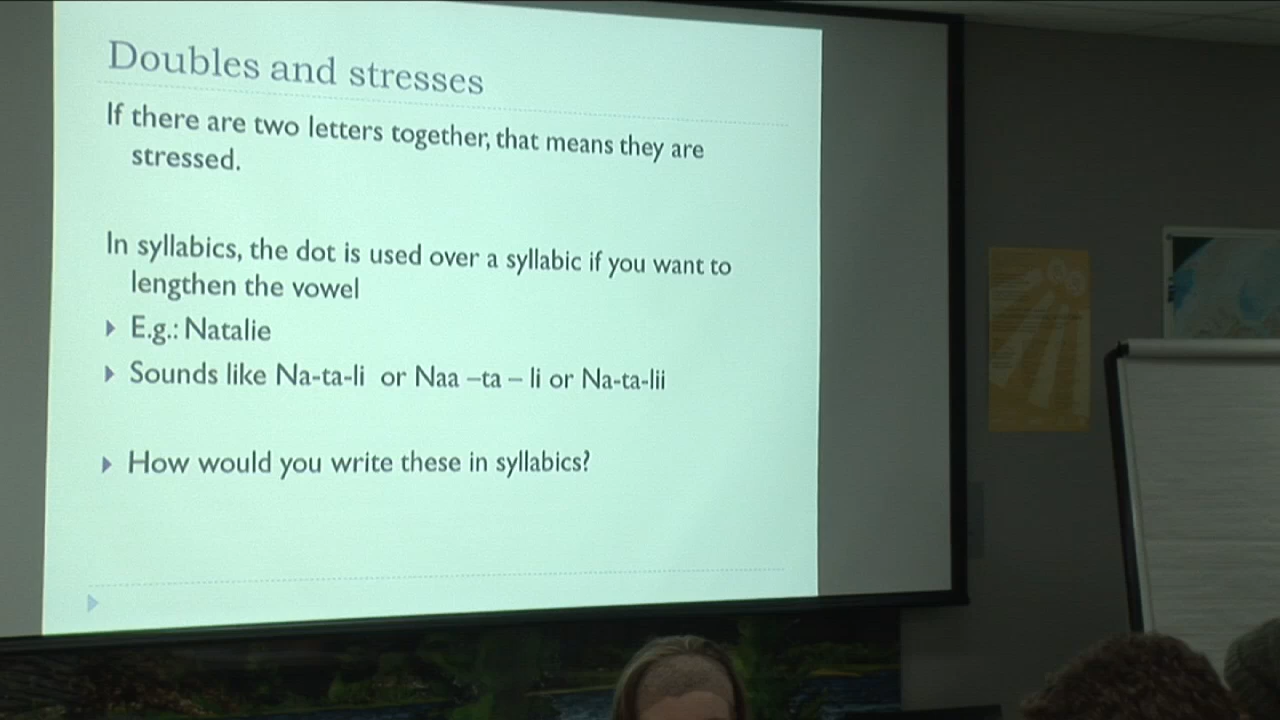 Doubles and stresses
If there are two letters together, that means they are
stressed.
In syllabics, the dot is used over a syllabic if you want to
lengthen the vowel
E.g.: Natalie
Sounds like Na-ta-li or Naa –ta – li or Na-ta-lii
How would you write these in syllabics?